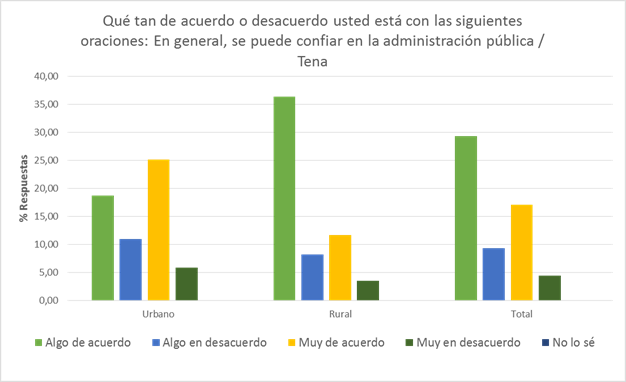 Qué tan de acuerdo o desacuerdo usted está con las siguientes
oraciones: En general, se puede confiar en la administración pública /
Tena
40,00
35,00
30,00
25,00
20,00
15,00
10,00
5,00
0,00
% Respuestas
Urbano Rural Total
Algo de acuerdo Algo en desacuerdo Muy de acuerdo Muy en desacuerdo No lo sé